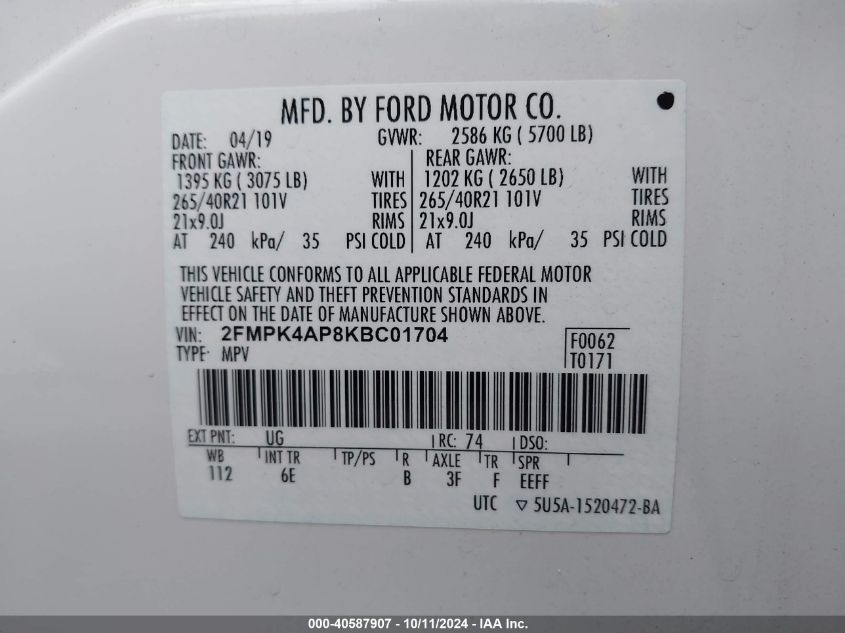 MFD. BY FORD MOTOR CO.
DATE: 04/19 GVWR: 2586 KG ( 5700 LB)
FRONT GAWR: REAR GAWR:
1395 KG ( 3075 LB) WITH 1202 KG ( 2650 LB) WITH
265/40R21 101V TIRES 265/40R21 101V TIRES
21x9.0J RIMS 21x9.0J RIMS
AT 240 kPa/ 35 PSI COLD AT 240 kPa/ 35 PSI COLD
THIS VEHICLE CONFORMS TO ALL APPLICABLE FEDERAL MOTOR
VEHICLE SAFETY AND THEFT PREVENTION STANDARDS IN
EFFECT ON THE DATE OF MANUFACTURE SHOWN ABOVE.
VIN: 2FMPK4AP8KBC01704 F0062
TYPE: MPV T0171
EXT PNT: UG RC: 74 DSO:
WB INT TR TP/PS R AXLE TR SPR
112 6E B 3F F EEFF
UTC ▽ 5U5A-1520472-BA
000-40587907 - 10/11/2024 - IAA Inc.